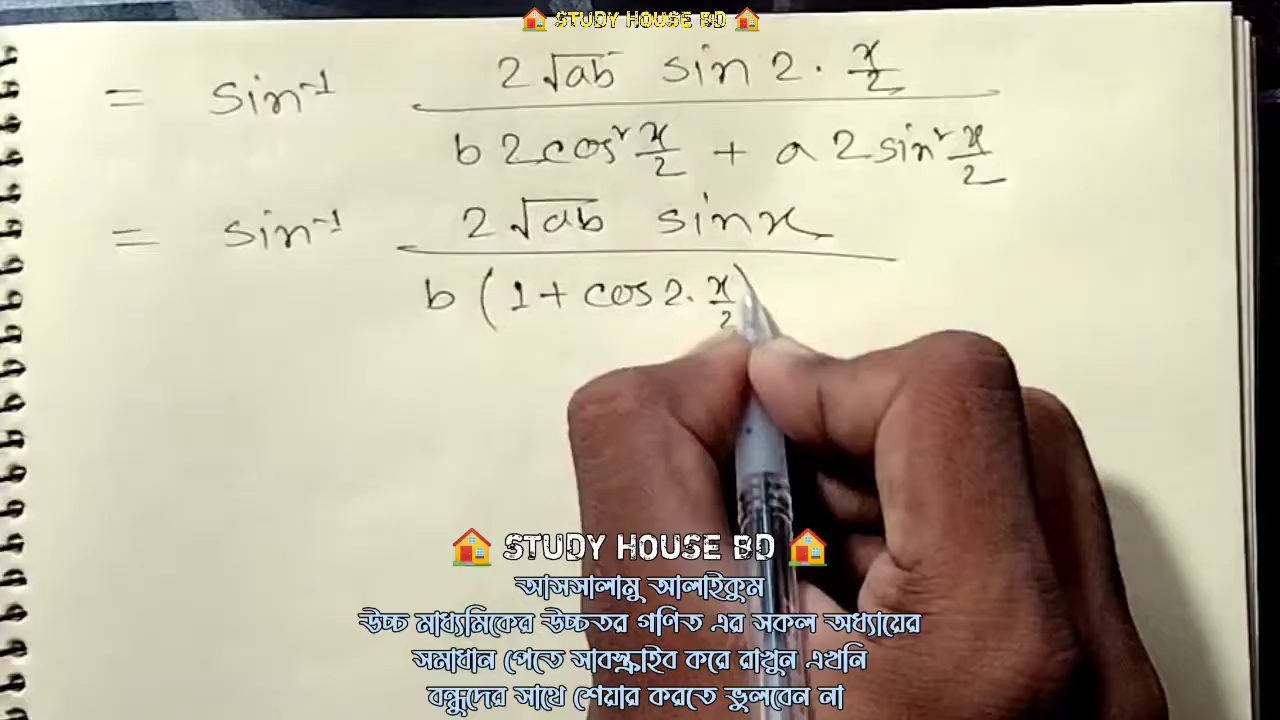 🏠 STUDY HOUSE BD 🏠
= sin⁻¹ 2√ab sin 2. x/2
b 2cos² x/2 + a 2sin² x/2
= sin⁻¹ 2√ab sinx
b (1 + cos 2. x/2)
🏠 STUDY HOUSE BD 🏠
আসসালামু আলাইকুম
উচ্চ মাধ্যমিকের উচ্চতর গণিত এর সকল অধ্যায়ের
সমাধান পেতে সাবস্ক্রাইব করে রাখুন এখনি
বন্ধুদের সাথে শেয়ার করতে ভুলবেন না